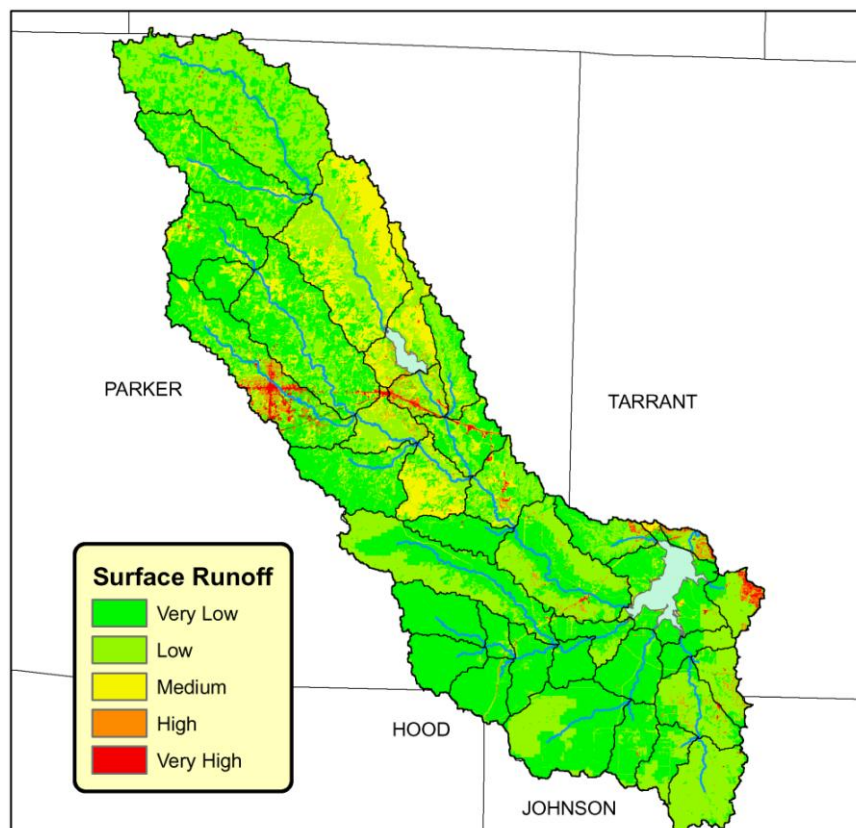 PARKER
TARRANT
Surface Runoff
Very Low
Low
Medium
High
Very High
HOOD
JOHNSON